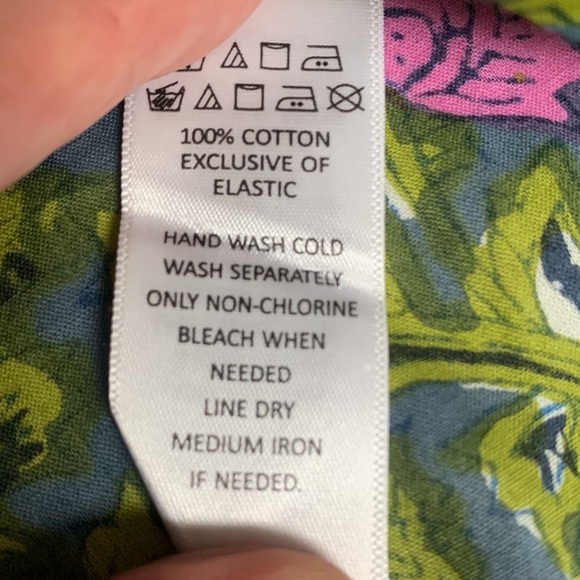 100% COTTON
EXCLUSIVE OF
ELASTIC
HAND WASH COLD
WASH SEPARATELY
ONLY NON-CHLORINE
BLEACH WHEN
NEEDED
LINE DRY
MEDIUM IRON
IF NEEDED.